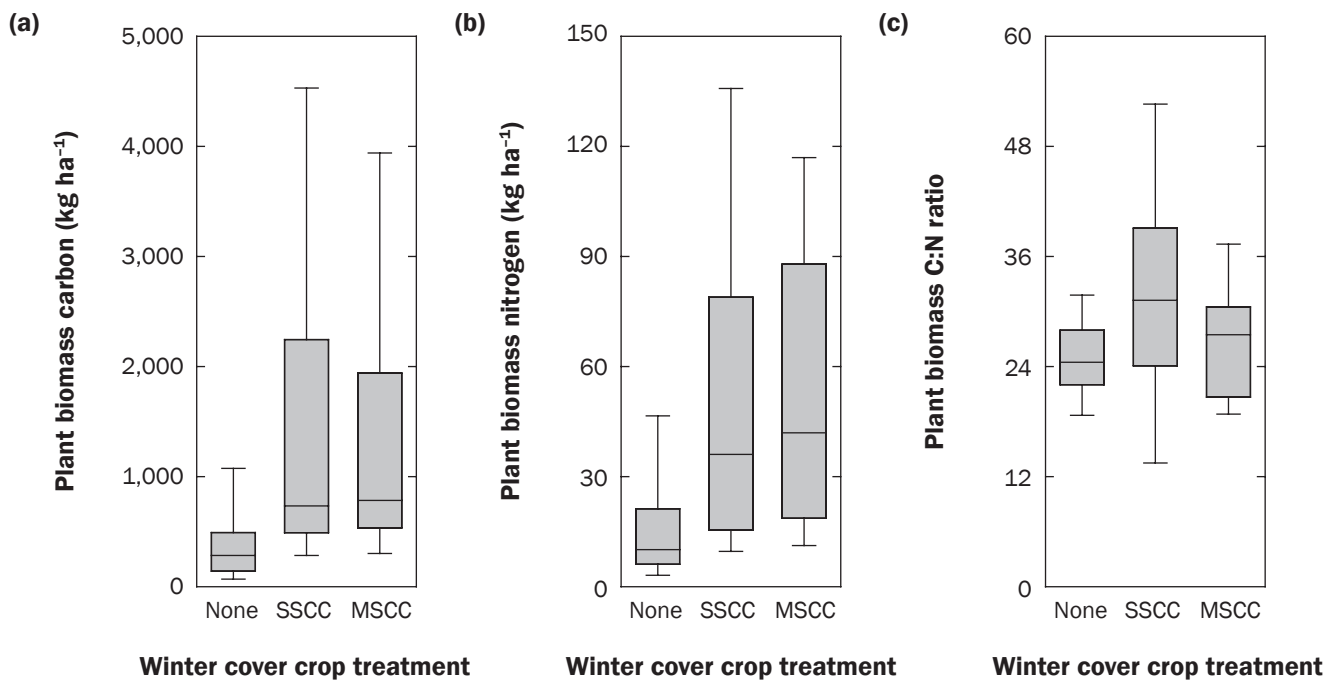 (a)
Plant biomass carbon (kg ha⁻¹)
5,000
4,000
3,000
2,000
1,000
0
None SSCC MSCC
Winter cover crop treatment
(b)
Plant biomass nitrogen (kg ha⁻¹)
150
120
90
60
30
0
None SSCC MSCC
Winter cover crop treatment
(c)
Plant biomass C:N ratio
60
48
36
24
12
0
None SSCC MSCC
Winter cover crop treatment